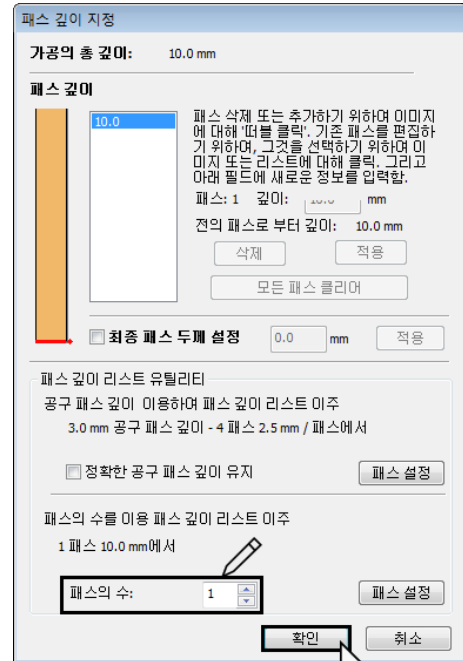 패스 깊이 지정
가공의 총 깊이: 10.0 mm
패스 깊이
10.0
패스 삭제 또는 추가하기 위하여 이미지
에 대해 '더블 클릭'. 기존 패스를 편집하
기 위하여, 그것을 선택하기 위하여 이
미지 또는 리스트에 대해 클릭. 그리고
아래 필드에 새로운 정보를 입력함.
패스: 1 깊이: 10.0 mm
전의 패스로 부터 깊이: 10.0 mm
삭제 적용
모든 패스 클리어
최종 패스 두께 설정 0.0 mm 적용
패스 깊이 리스트 유틸리티
공구 패스 깊이 이용하여 패스 깊이 리스트 이주
3.0 mm 공구 패스 깊이 - 4 패스 2.5 mm / 패스에서
정확한 공구 패스 깊이 유지 패스 설정
패스의 수를 이용 패스 깊이 리스트 이주
1 패스 10.0 mm에서
패스의 수: 1 패스 설정
확인 취소